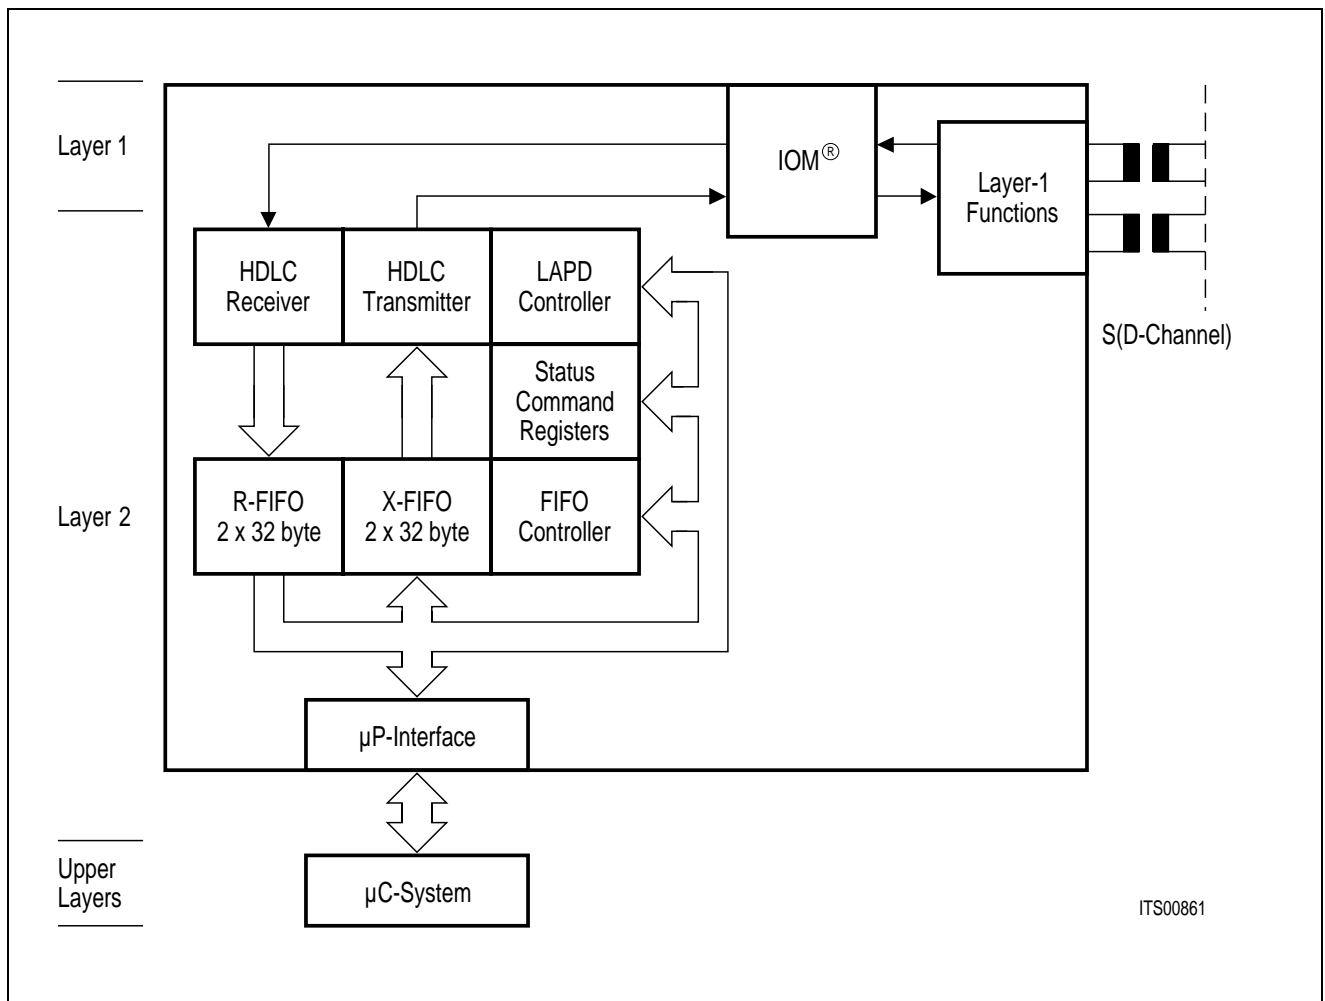 Layer 1
IOM®
Layer-1
Functions
HDLC
Receiver
HDLC
Transmitter
LAPD
Controller
S(D-Channel)
Status
Command
Registers
Layer 2
R-FIFO
2 x 32 byte
X-FIFO
2 x 32 byte
FIFO
Controller
µP-Interface
Upper
Layers
µC-System
ITS00861